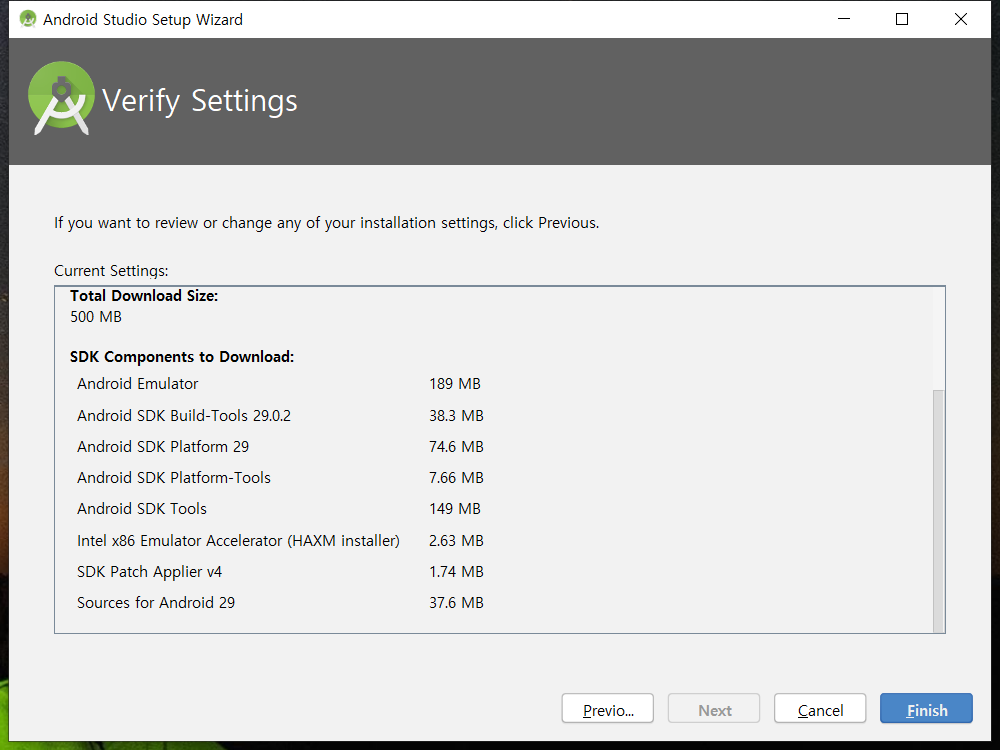 Android Studio Setup Wizard
Verify Settings
If you want to review or change any of your installation settings, click Previous.
Current Settings:
Total Download Size:
500 MB
SDK Components to Download:
Android Emulator 189 MB
Android SDK Build-Tools 29.0.2 38.3 MB
Android SDK Platform 29 74.6 MB
Android SDK Platform-Tools 7.66 MB
Android SDK Tools 149 MB
Intel x86 Emulator Accelerator (HAXM installer) 2.63 MB
SDK Patch Applier v4 1.74 MB
Sources for Android 29 37.6 MB
Previo... Next Cancel Finish